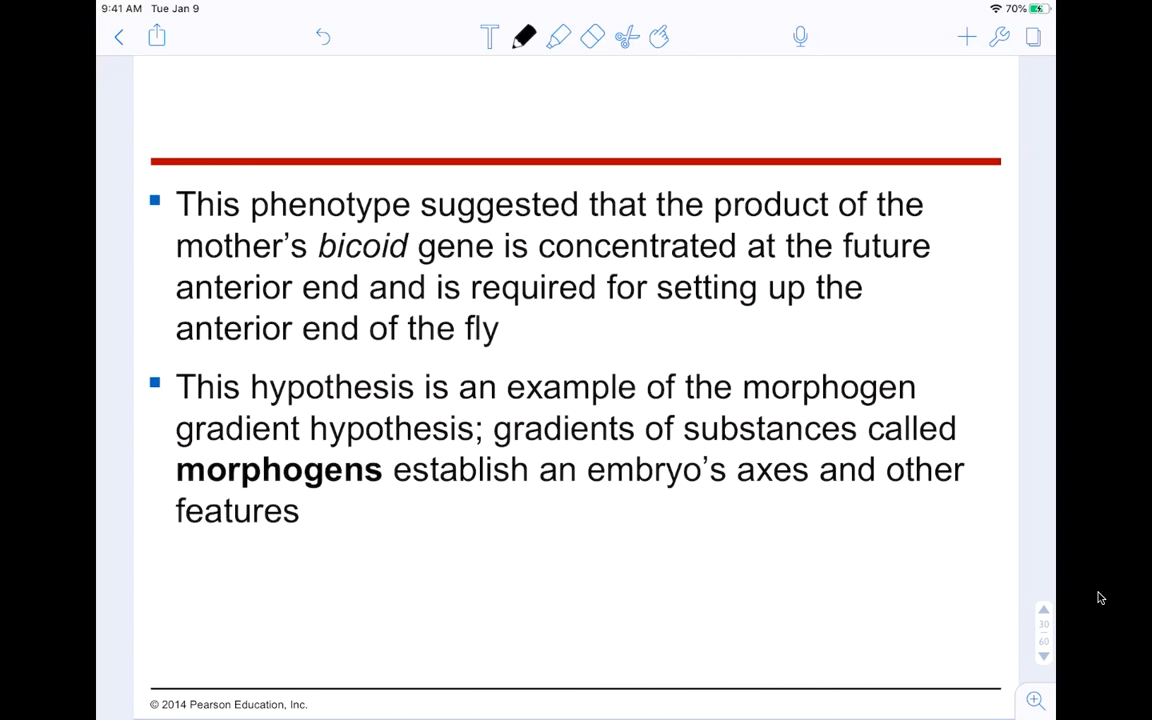 9:41 AM Tue Jan 9
70%
This phenotype suggested that the product of the
mother’s bicoid gene is concentrated at the future
anterior end and is required for setting up the
anterior end of the fly
This hypothesis is an example of the morphogen
gradient hypothesis; gradients of substances called
morphogens establish an embryo’s axes and other
features
30
60
© 2014 Pearson Education, Inc.